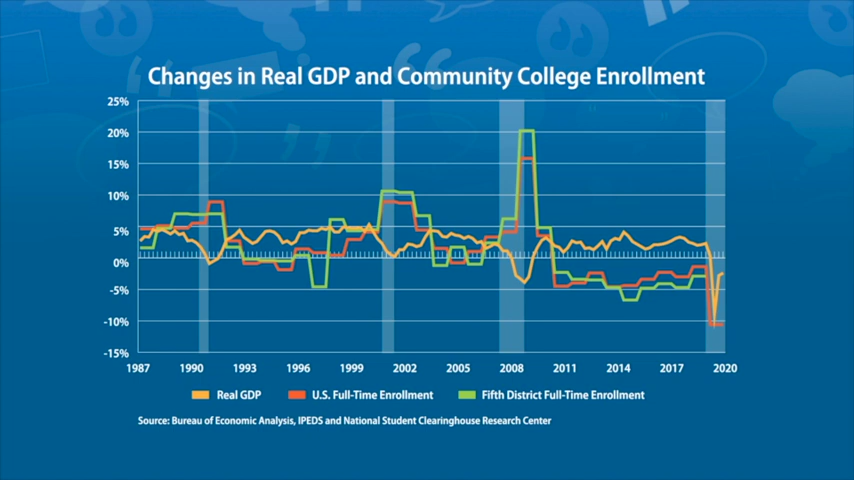 Changes in Real GDP and Community College Enrollment
25%
20%
15%
10%
5%
0%
-5%
-10%
-15%
1987 1990 1993 1996 1999 2002 2005 2008 2011 2014 2017 2020
Real GDP U.S. Full-Time Enrollment Fifth District Full-Time Enrollment
Source: Bureau of Economic Analysis, IPEDS and National Student Clearinghouse Research Center